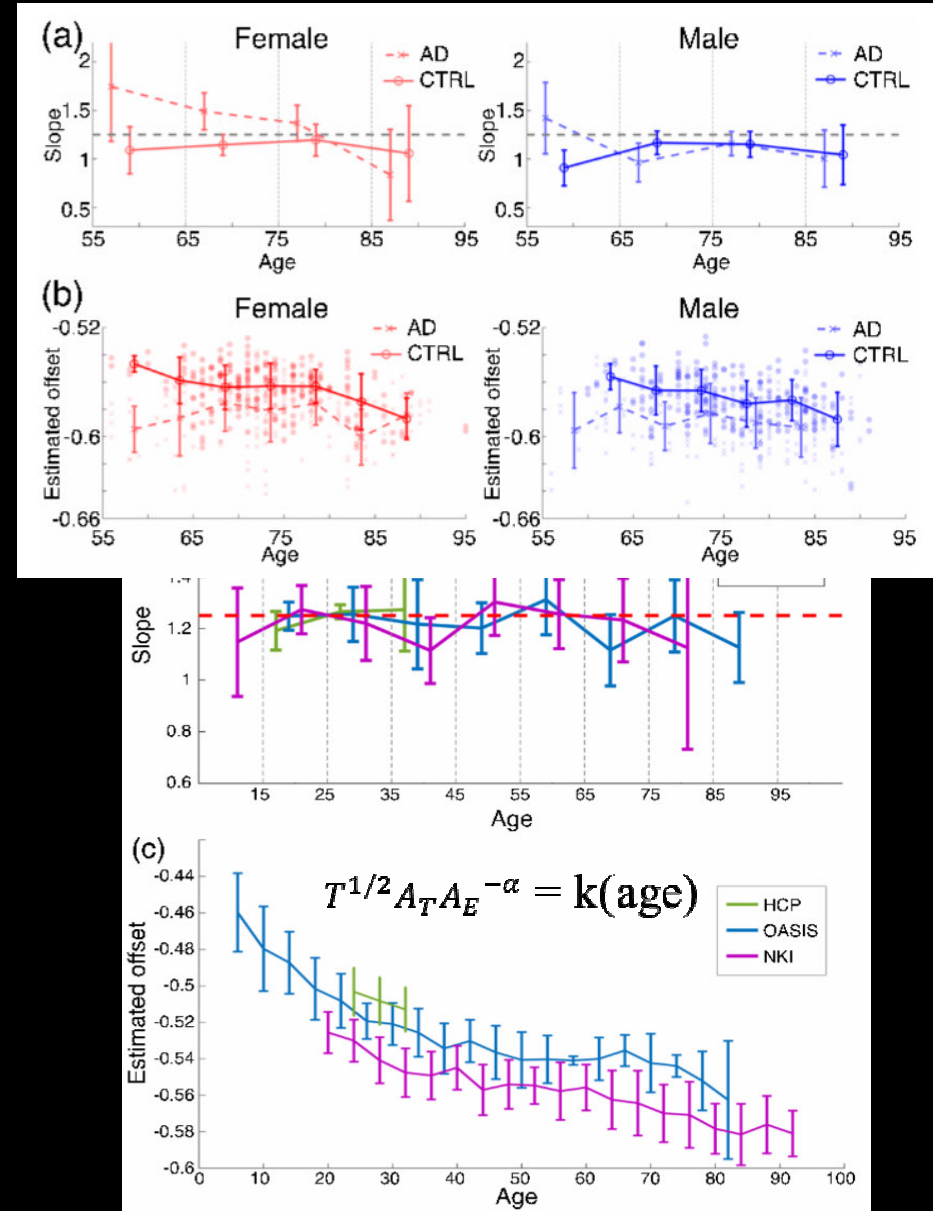 (a)
Female
Male
AD
CTRL
AD
CTRL
Slope
2
1.5
1
0.5
55 65 75 85 95
Age
Slope
2
1.5
1
0.5
55 65 75 85 95
Age
(b)
Female
Male
AD
CTRL
AD
CTRL
Estimated offset
-0.52
-0.6
-0.66
55 65 75 85 95
Age
Estimated offset
-0.52
-0.6
-0.66
55 65 75 85 95
Age
Slope
1.2
1
0.8
0.6
15 25 35 45 55 65 75 85 95
Age
(c)
T^{1/2} A_T A_E^{-α} = k(age)
HCP
OASIS
NKI
Estimated offset
-0.44
-0.46
-0.48
-0.5
-0.52
-0.54
-0.56
-0.58
-0.6
0 10 20 30 40 50 60 70 80 90 100
Age